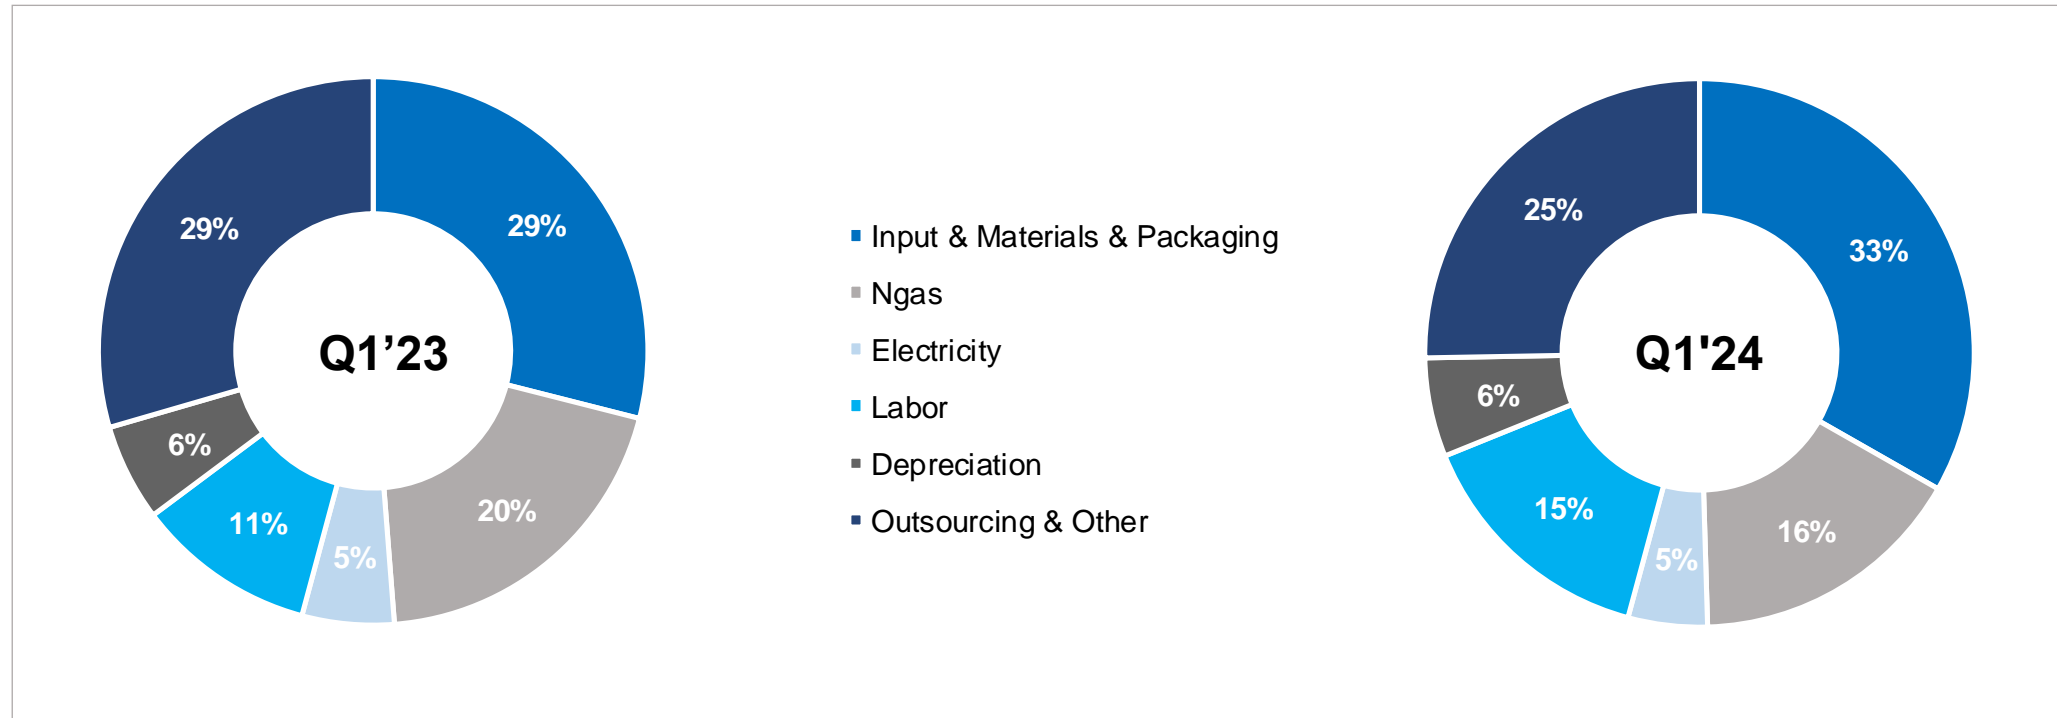 29%
29%
20%
5%
11%
6%
Q1’23
Input & Materials & Packaging
Ngas
Electricity
Labor
Depreciation
Outsourcing & Other
25%
33%
16%
5%
15%
6%
Q1'24